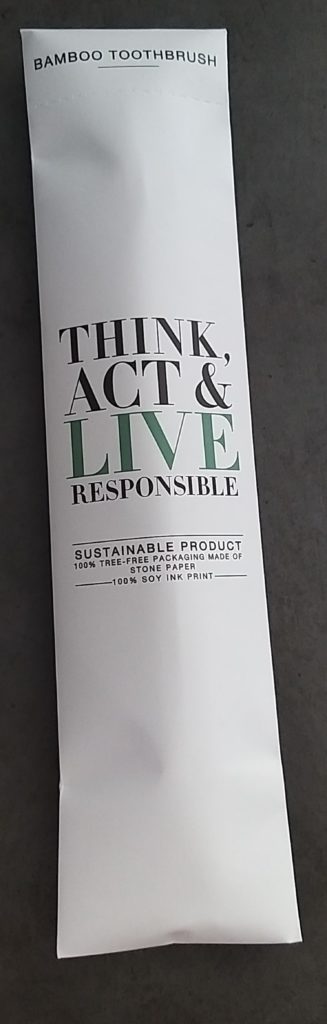 BAMBOO TOOTHBRUSH
THINK,
ACT &
LIVE
RESPONSIBLE
SUSTAINABLE PRODUCT
100% TREE-FREE PACKAGING MADE OF
STONE PAPER
100% SOY INK PRINT